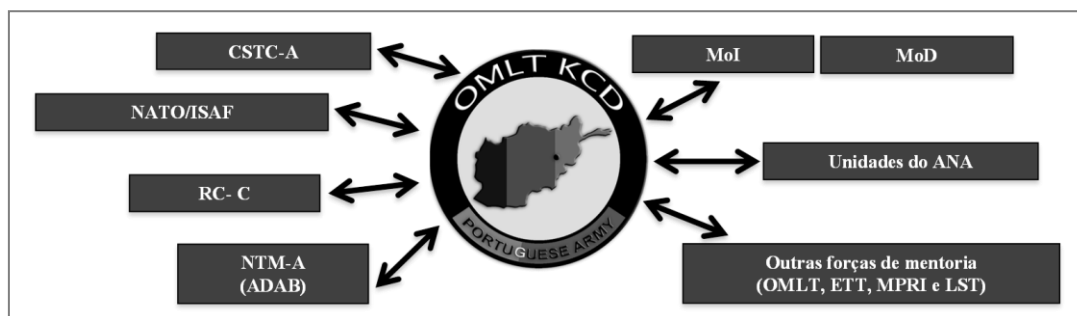 CSTC-A
NATO/ISAF
RC- C
NTM-A
(ADAB)
OMLT KCD
PORTUGUESE ARMY
MoI
MoD
Unidades do ANA
Outras forças de mentoria
(OMLT, ETT, MPRI e LST)